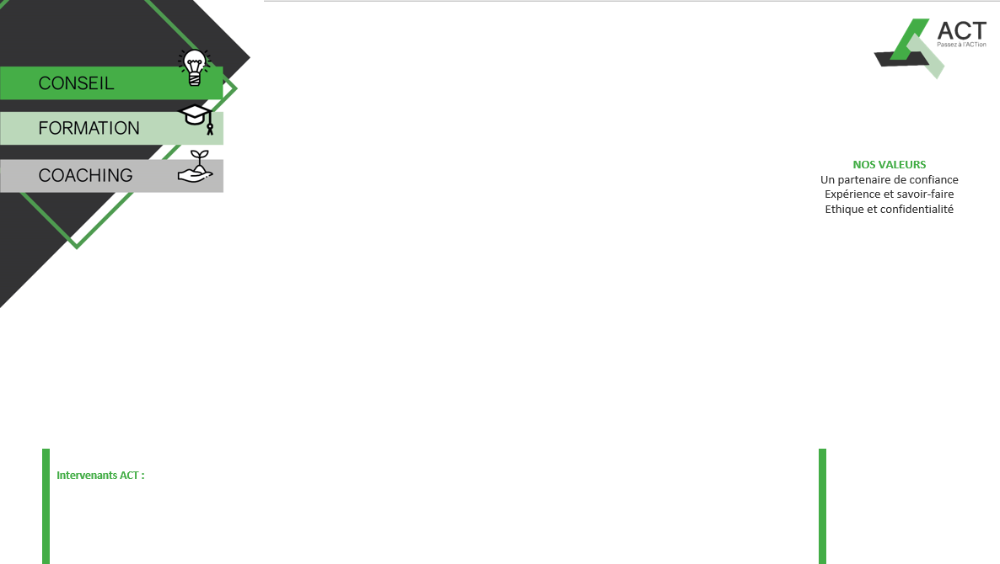 CONSEIL
FORMATION
COACHING
ACT
Passez à l'ACTion
NOS VALEURS
Un partenaire de confiance
Expérience et savoir-faire
Ethique et confidentialité
Intervenants ACT :